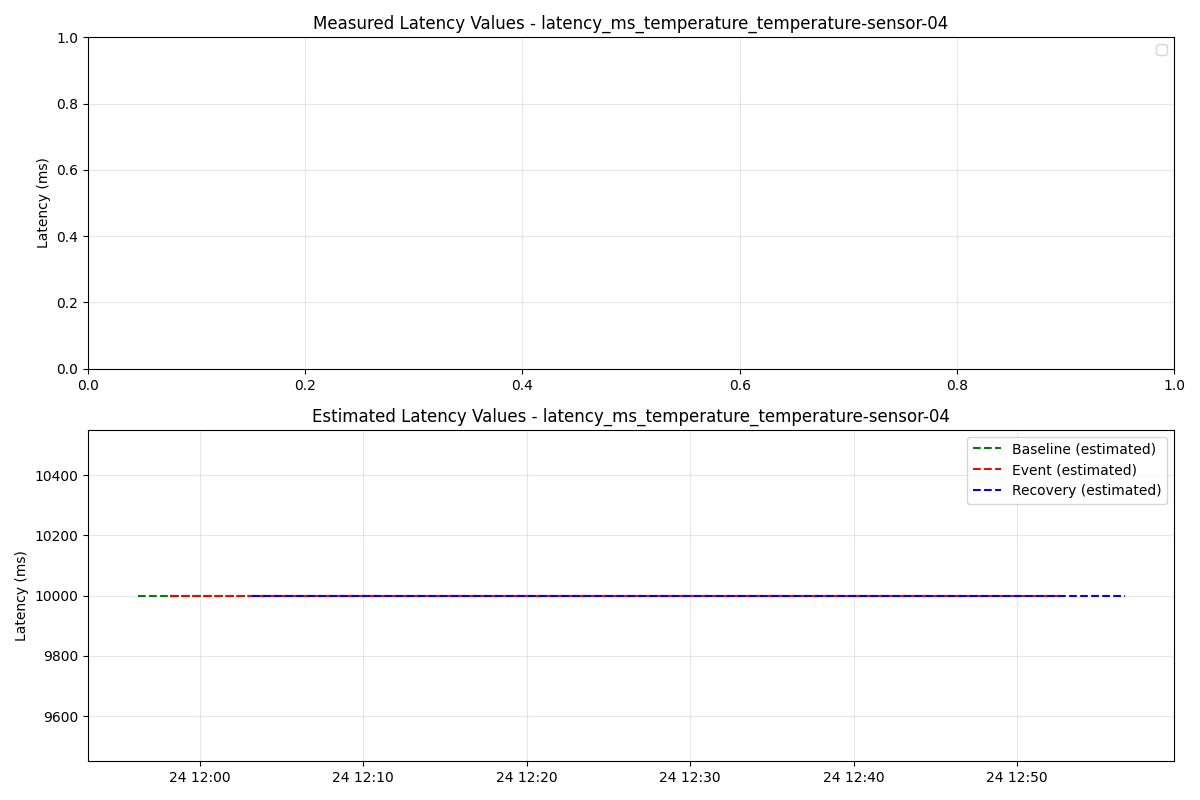 Measured Latency Values - latency_ms_temperature_temperature-sensor-04
Latency (ms)
1.0
0.8
0.6
0.4
0.2
0.0
0.0 0.2 0.4 0.6 0.8 1.0
Estimated Latency Values - latency_ms_temperature_temperature-sensor-04
Baseline (estimated)
Event (estimated)
Recovery (estimated)
Latency (ms)
10400
10200
10000
9800
9600
24 12:00 24 12:10 24 12:20 24 12:30 24 12:40 24 12:50